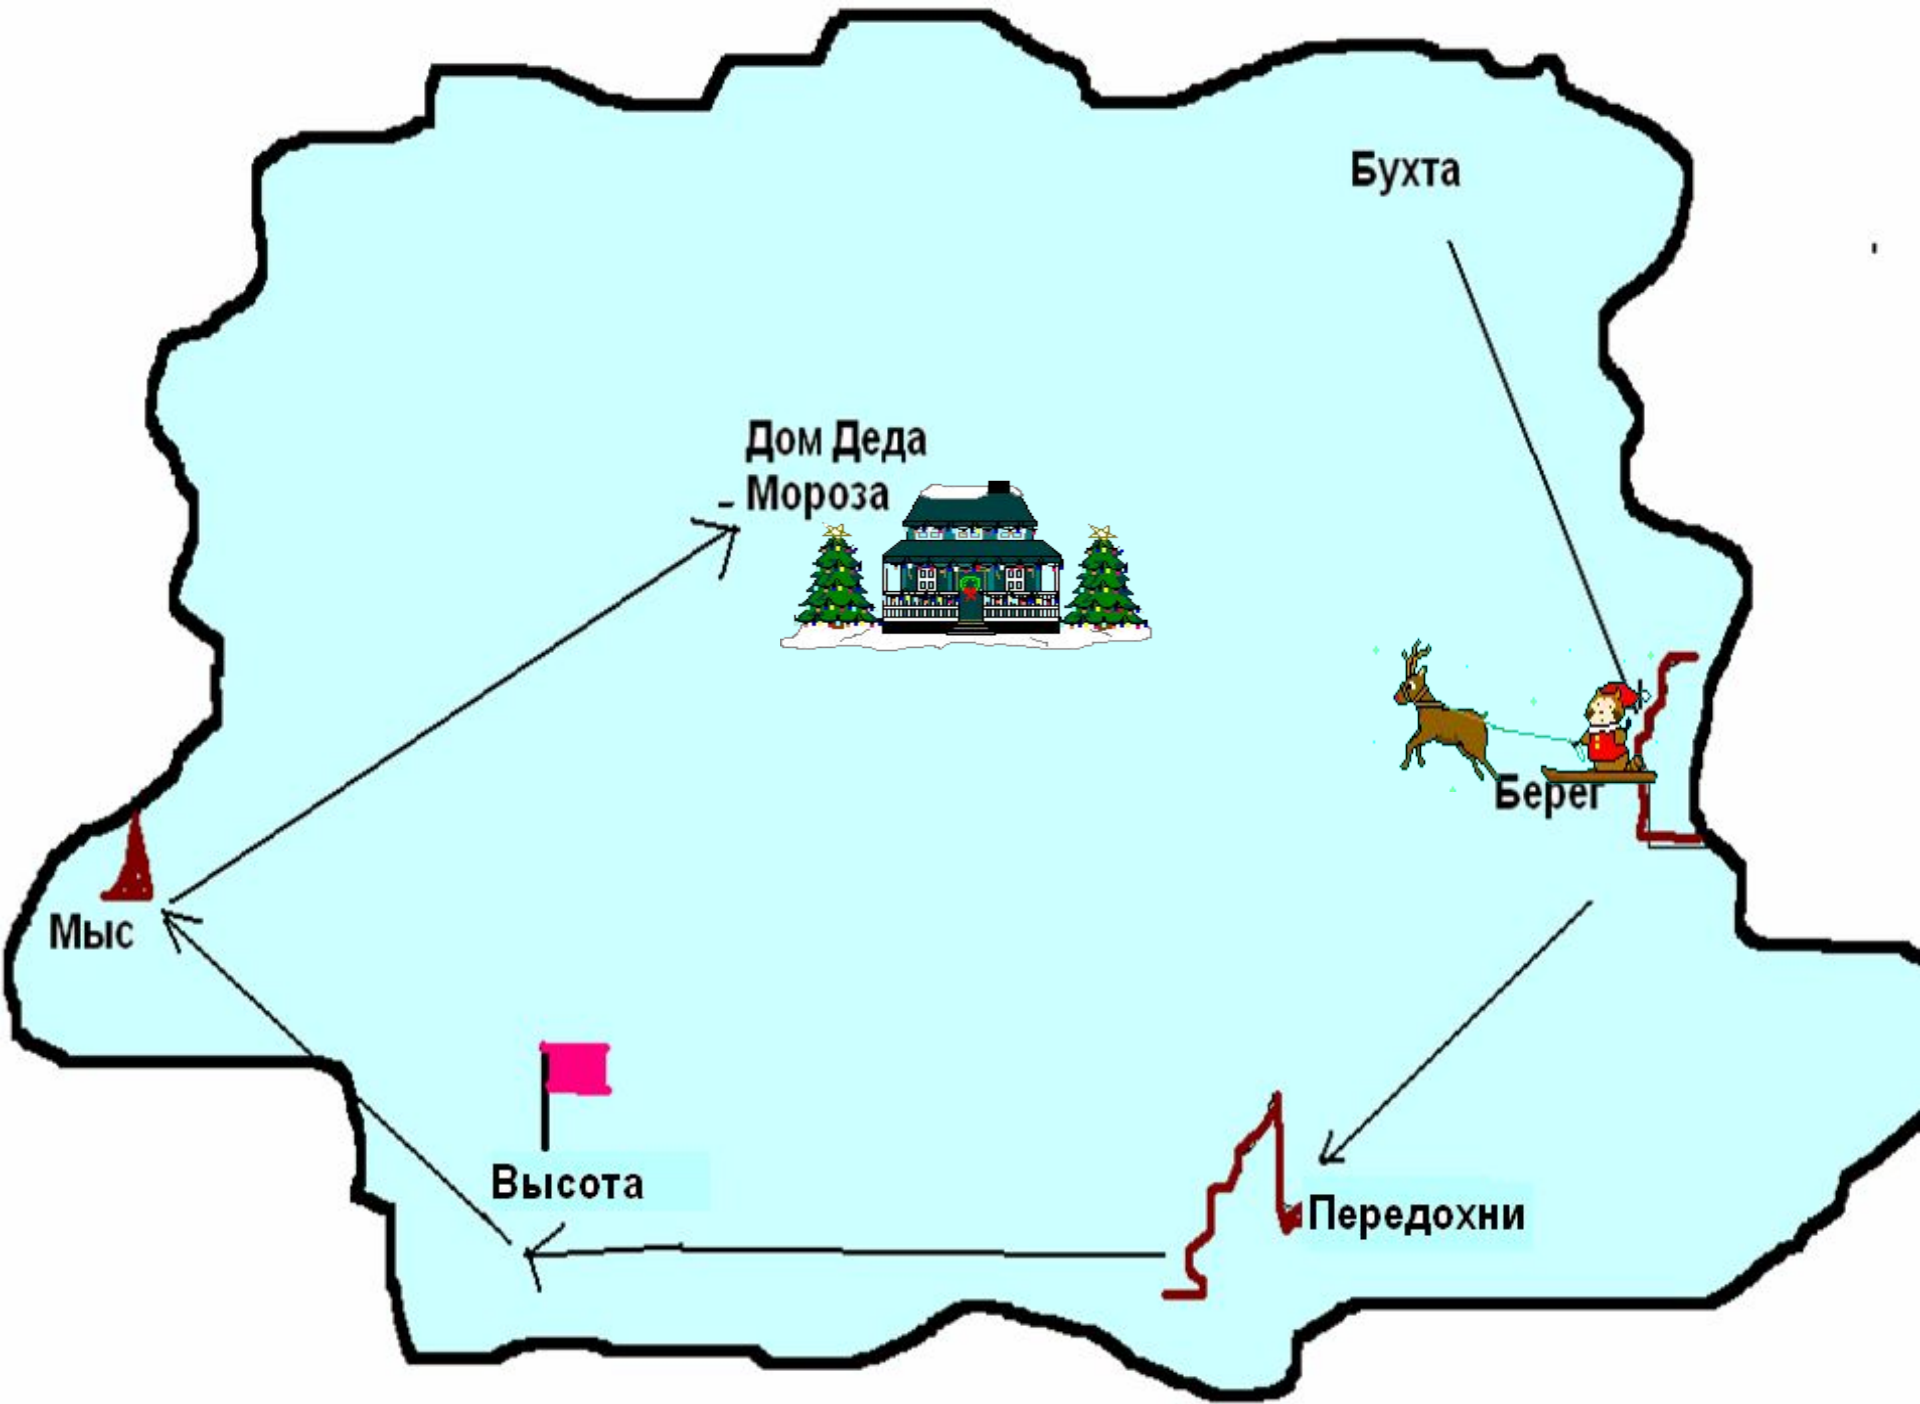 Бухта
Дом Деда
- Мороза
Берег
Мыс
Высота
Передохни